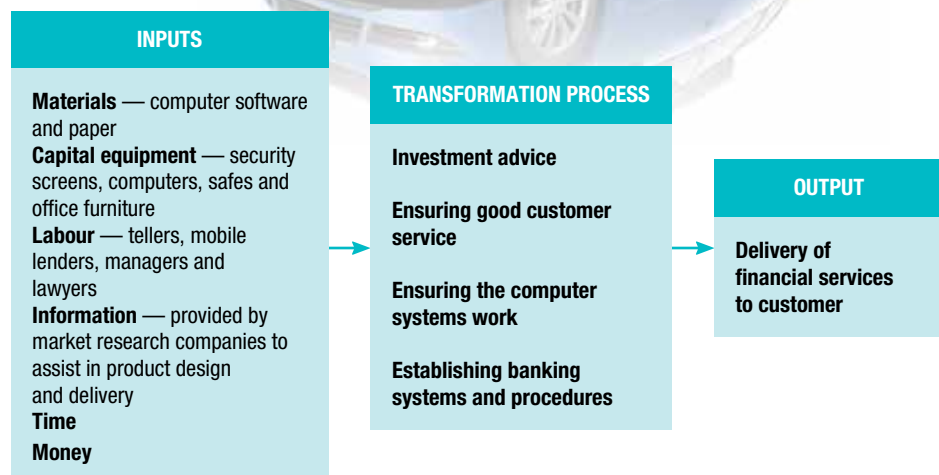 INPUTS
Materials — computer software
and paper
Capital equipment — security
screens, computers, safes and
office furniture
Labour — tellers, mobile
lenders, managers and
lawyers
Information — provided by
market research companies to
assist in product design
and delivery
Time
Money
TRANSFORMATION PROCESS
Investment advice
Ensuring good customer
service
Ensuring the computer
systems work
Establishing banking
systems and procedures
OUTPUT
Delivery of
financial services
to customer